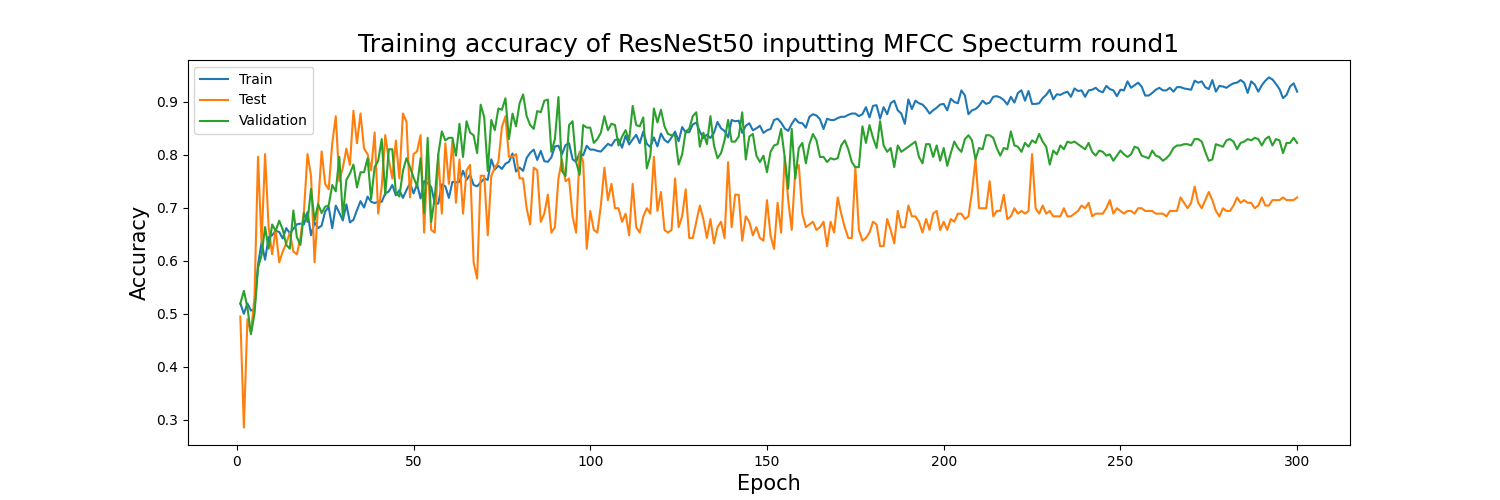 Training accuracy of ResNeSt50 inputting MFCC Specturm round1
Train
Test
Validation
Accuracy
0.9
0.8
0.7
0.6
0.5
0.4
0.3
0 50 100 150 200 250 300
Epoch